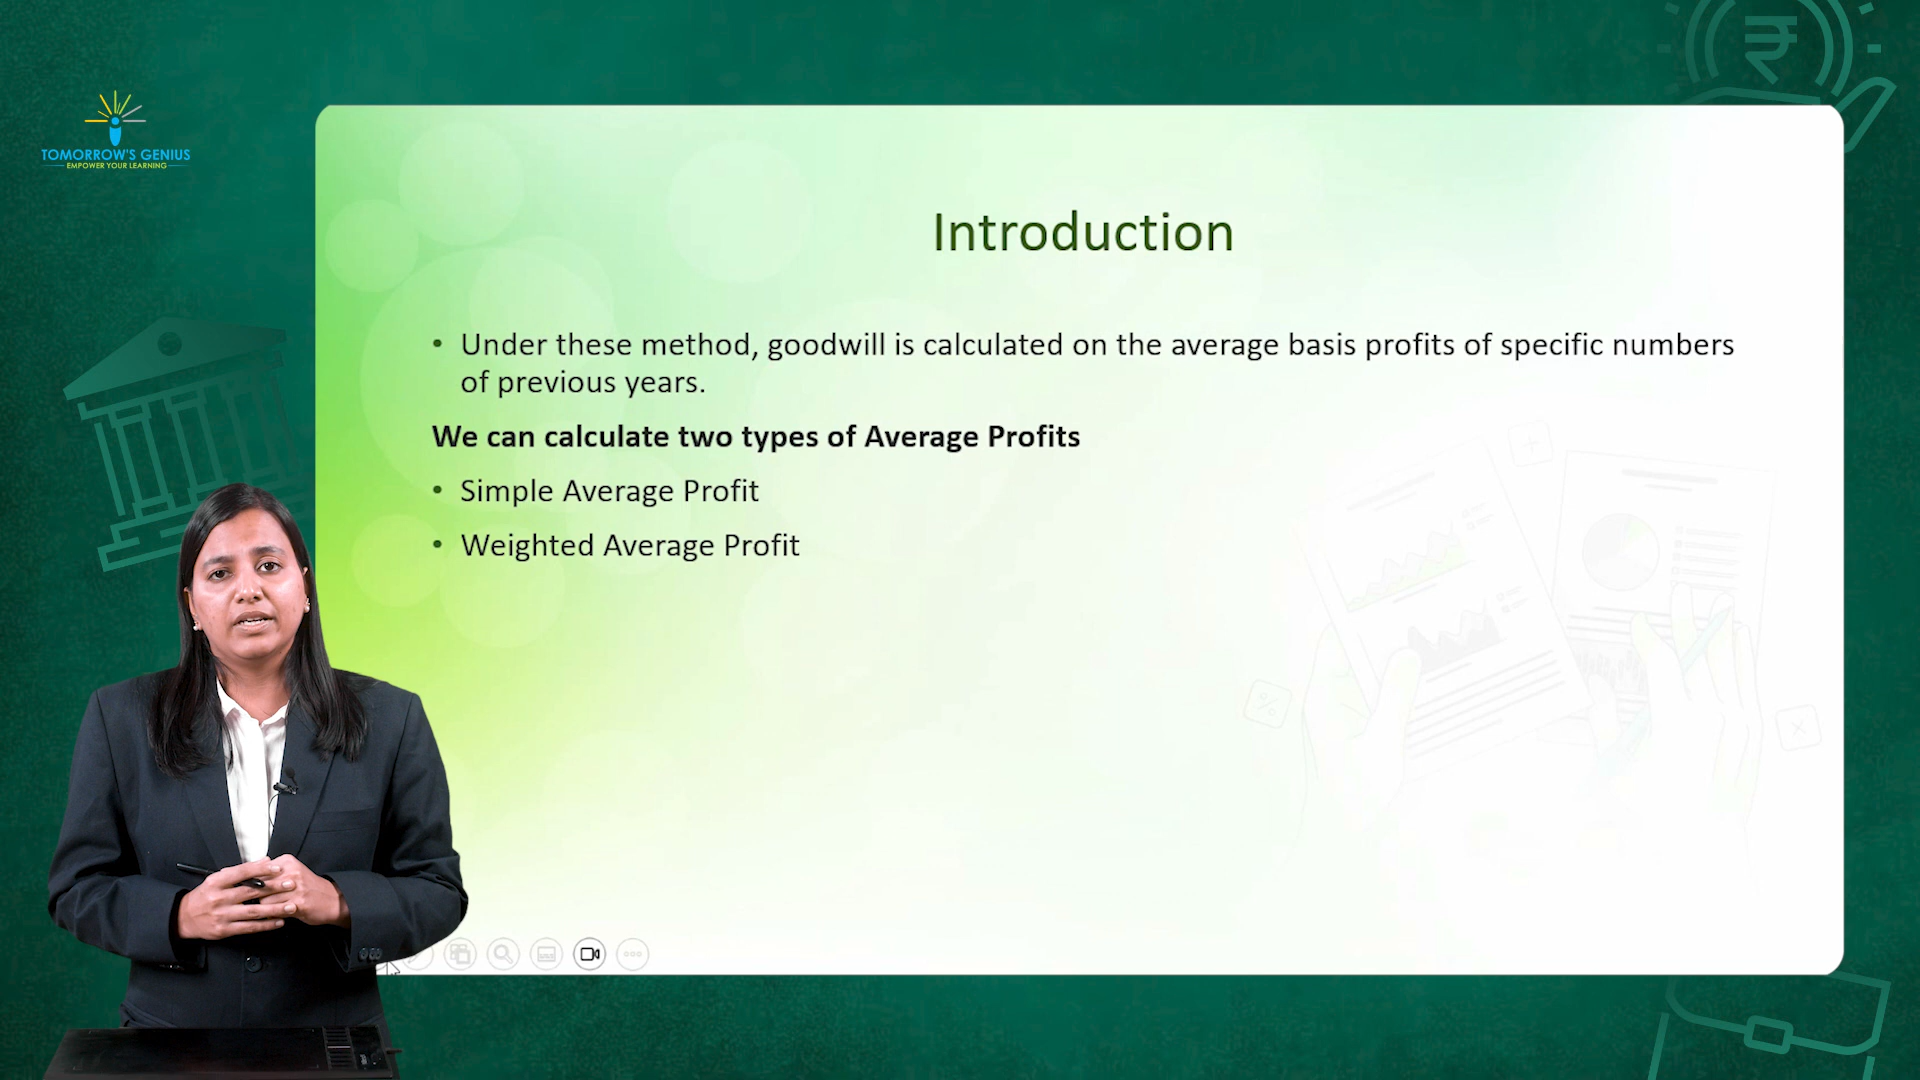 TOMORROW'S GENIUS
EMPOWER YOUR LEARNING
Introduction
• Under these method, goodwill is calculated on the average basis profits of specific numbers
of previous years.
We can calculate two types of Average Profits
• Simple Average Profit
• Weighted Average Profit